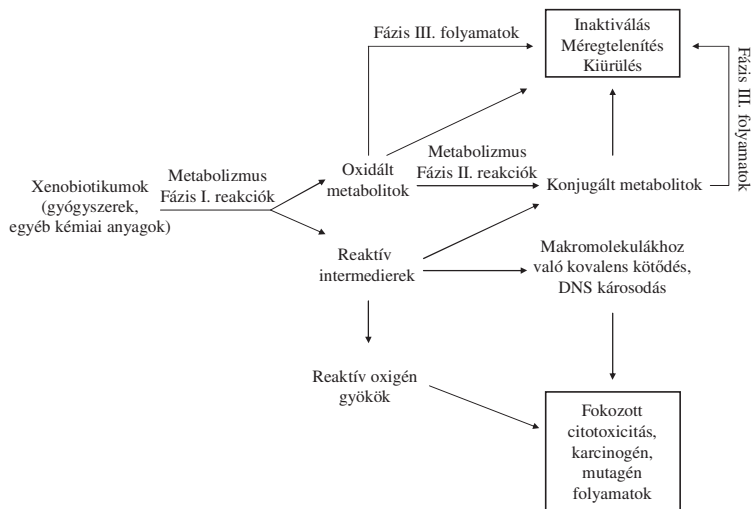 Fázis III. folyamatok
Inaktiválás
Méregtelenítés
Kiürülés
Fázis III.
folyamatok
Metabolizmus
Fázis I. reakciók
Oxidált
metabolitok
Metabolizmus
Fázis II. reakciók
Konjugált metabolitok
Xenobiotikumok
(gyógyszerek,
egyéb kémiai anyagok)
Reaktív
intermedierek
Makromolekulákhoz
való kovalens kötődés,
DNS károsodás
Reaktív oxigén
gyökök
Fokozott
citotoxicitás,
karcinogén,
mutagén
folyamatok